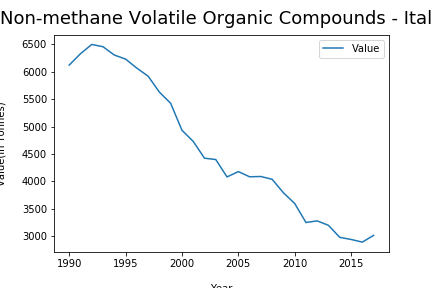 Non-methane Volatile Organic Compounds - Ital
Value
6500
6000
5500
5000
4500
4000
3500
3000
Value(in Tonnes)
1990 1995 2000 2005 2010 2015
Year